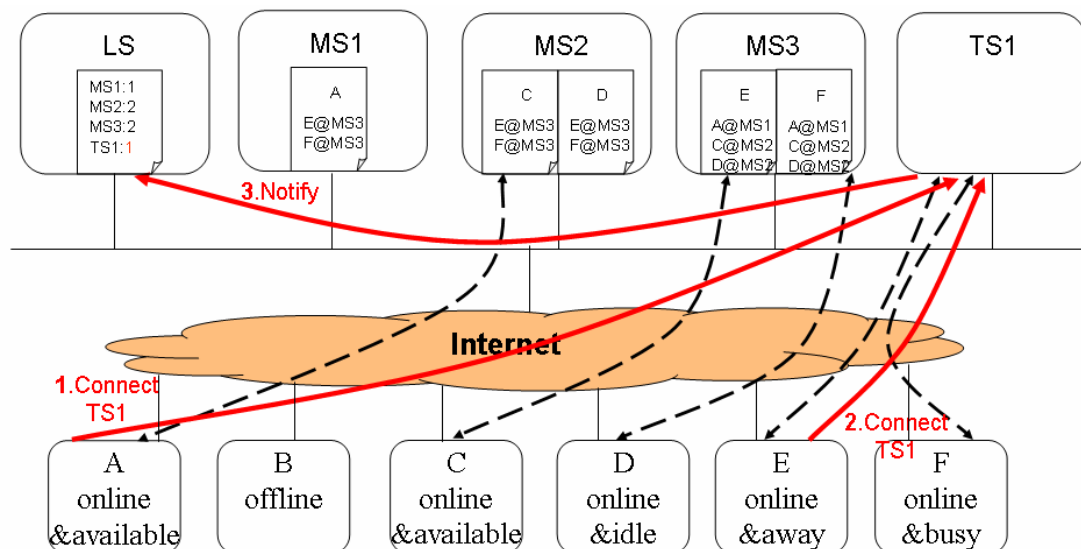 LS
MS1:1
MS2:2
MS3:2
TS1:1
MS1
A
E@MS3
F@MS3
MS2
C
E@MS3
F@MS3
D
E@MS3
F@MS3
MS3
E
A@MS1
C@MS2
D@MS2
F
A@MS1
C@MS2
D@MS2
TS1
3.Notify
Internet
1.Connect
TS1
2.Connect
TS1
A
online
&available
B
offline
C
online
&available
D
online
&idle
E
online
&away
F
online
&busy